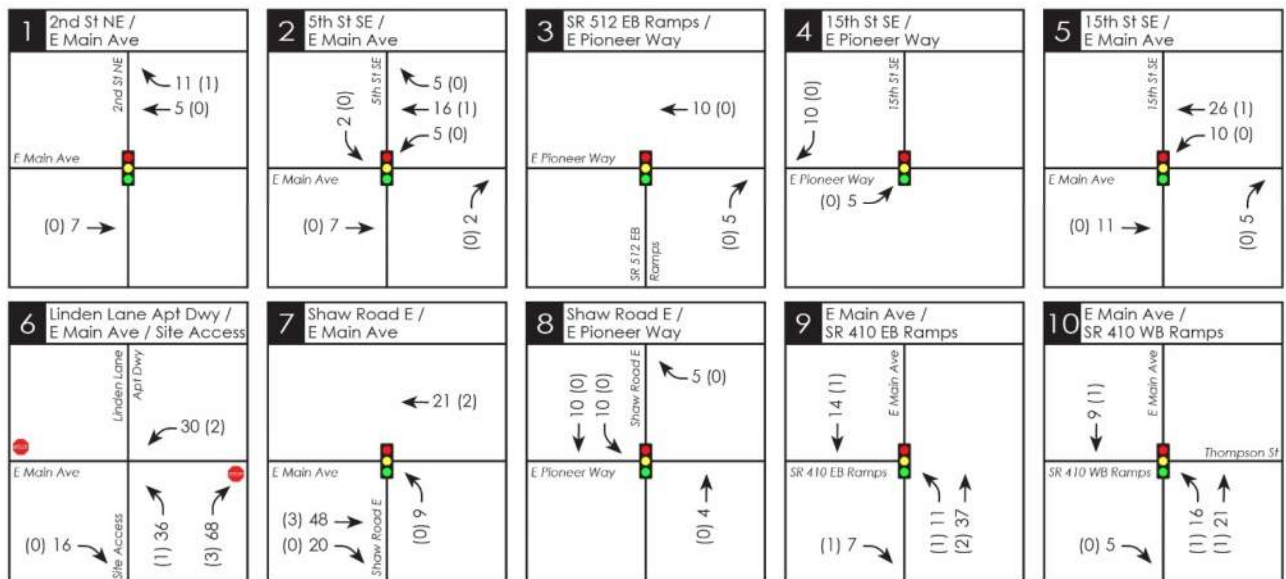 1
2nd St NE /
E Main Ave
2nd St NE
11 (1)
5 (0)
E Main Ave
(0) 7
2
5th St SE /
E Main Ave
5th St SE
2 (0)
5 (0)
16 (1)
5 (0)
E Main Ave
(0) 7
(0) 2
3
SR 512 EB Ramps /
E Pioneer Way
10 (0)
E Pioneer Way
SR 512 EB
Ramps
(0) 5
4
15th St SE /
E Pioneer Way
10 (0)
15th St SE
E Pioneer Way
(0) 5
5
15th St SE /
E Main Ave
15th St SE
26 (1)
10 (0)
E Main Ave
(0) 11
(0) 5
6
Linden Lane Apt Dwy /
E Main Ave / Site Access
Linden Lane
Apt Dwy
30 (2)
E Main Ave
(0) 16
Site Access
(1) 36
(3) 68
7
Shaw Road E /
E Main Ave
21 (2)
E Main Ave
(3) 48
(0) 20
Shaw Road E
(0) 9
8
Shaw Road E /
E Pioneer Way
10 (0)
10 (0)
Shaw Road E
5 (0)
E Pioneer Way
(0) 4
9
E Main Ave /
SR 410 EB Ramps
14 (1)
E Main Ave
SR 410 EB Ramps
(1) 7
(1) 11
(2) 37
10
E Main Ave /
SR 410 WB Ramps
9 (1)
E Main Ave
Thompson St
SR 410 WB Ramps
(0) 5
(1) 16
(1) 21